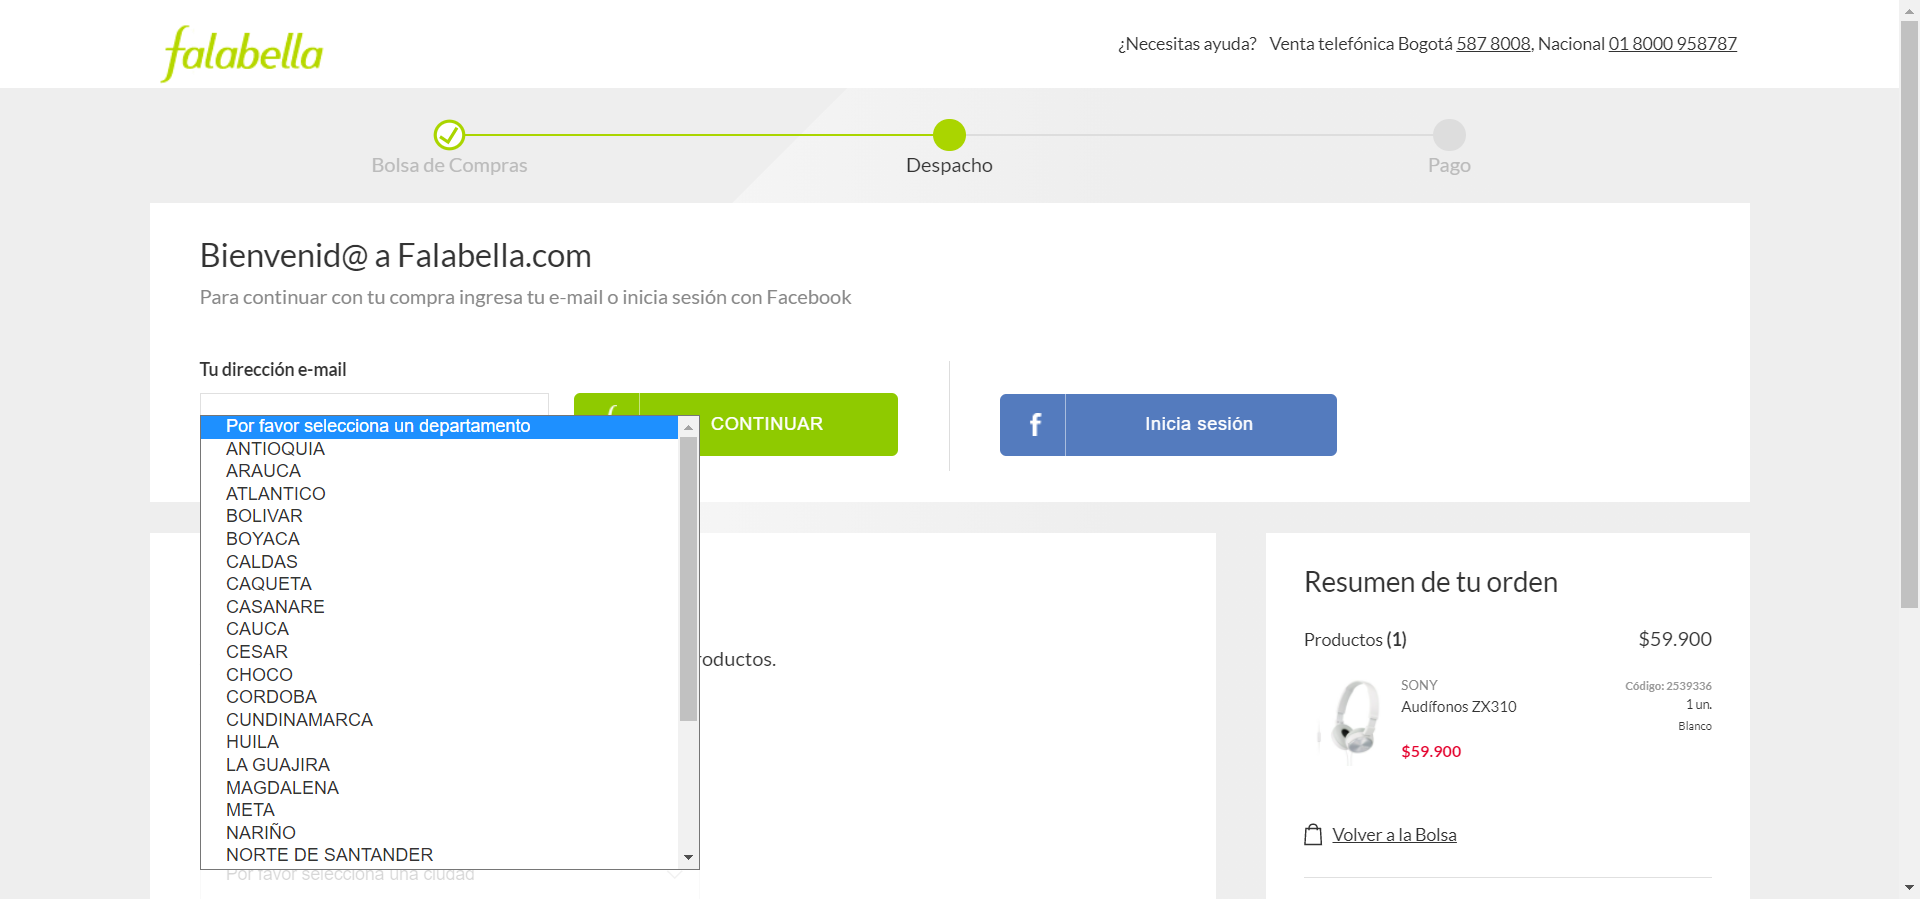 falabella
¿Necesitas ayuda? Venta telefónica Bogotá 587 8008, Nacional 01 8000 958787
Bolsa de Compras
Despacho
Pago
Bienvenid@ a Falabella.com
Para continuar con tu compra ingresa tu e-mail o inicia sesión con Facebook
Tu dirección e-mail
CONTINUAR
f
Inicia sesión
Por favor selecciona un departamento
ANTIOQUIA
ARAUCA
ATLANTICO
BOLIVAR
BOYACA
CALDAS
CAQUETA
CASANARE
CAUCA
CESAR
CHOCO
CORDOBA
CUNDINAMARCA
HUILA
LA GUAJIRA
MAGDALENA
META
NARIÑO
NORTE DE SANTANDER
Por favor selecciona una ciudad
oductos.
Resumen de tu orden
Productos (1) $59.900
SONY
Audífonos ZX310
$59.900
Código: 2539336
1 un.
Blanco
Volver a la Bolsa